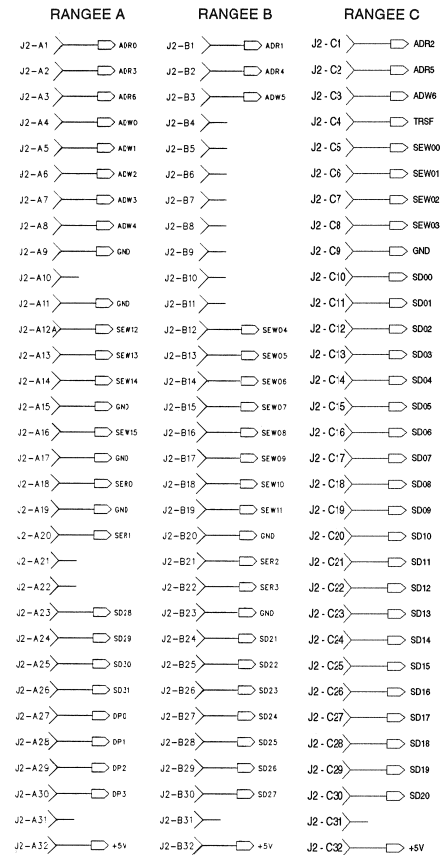 RANGEE A RANGEE B RANGEE C
J2-A1 ADR0 J2-B1 ADR1 J2 - C1 ADR2
J2-A2 ADR3 J2-B2 ADR4 J2 - C2 ADR5
J2-A3 ADR6 J2-B3 ADW5 J2 - C3 ADW6
J2-A4 ADW0 J2-B4 J2 - C4 TRSF
J2-A5 ADW1 J2-B5 J2 - C5 SEW00
J2-A6 ADW2 J2-B6 J2 - C6 SEW01
J2-A7 ADW3 J2-B7 J2 - C7 SEW02
J2-A8 ADW4 J2-B8 J2 - C8 SEW03
J2-A9 GND J2-B9 J2 - C9 GND
J2-A10 J2-B10 J2 - C10 SD00
J2-A11 GND J2-B11 J2 - C11 SD01
J2-A12A SEW12 J2-B12 SEW04 J2 - C12 SD02
J2-A13 SEW13 J2-B13 SEW05 J2 - C13 SD03
J2-A14 SEW14 J2-B14 SEW06 J2 - C14 SD04
J2-A15 GND J2-B15 SEW07 J2 - C15 SD05
J2-A16 SEW15 J2-B16 SEW08 J2 - C16 SD06
J2-A17 GND J2-B17 SEW09 J2 - C17 SD07
J2-A18 SER0 J2-B18 SEW10 J2 - C18 SD08
J2-A19 GND J2-B19 SEW11 J2 - C19 SD09
J2-A20 SER1 J2-B20 GND J2 - C20 SD10
J2-A21 J2-B21 SER2 J2 - C21 SD11
J2-A22 J2-B22 SER3 J2 - C22 SD12
J2-A23 SD28 J2-B23 GND J2 - C23 SD13
J2-A24 SD29 J2-B24 SD21 J2 - C24 SD14
J2-A25 SD30 J2-B25 SD22 J2 - C25 SD15
J2-A26 SD31 J2-B26 SD23 J2 - C26 SD16
J2-A27 DP0 J2-B27 SD24 J2 - C27 SD17
J2-A28 DP1 J2-B28 SD25 J2 - C28 SD18
J2-A29 DP2 J2-B29 SD26 J2 - C29 SD19
J2-A30 DP3 J2-B30 SD27 J2 - C30 SD20
J2-A31 J2-B31 J2 - C31
J2-A32 +5V J2-B32 +5V J2 - C32 +5V